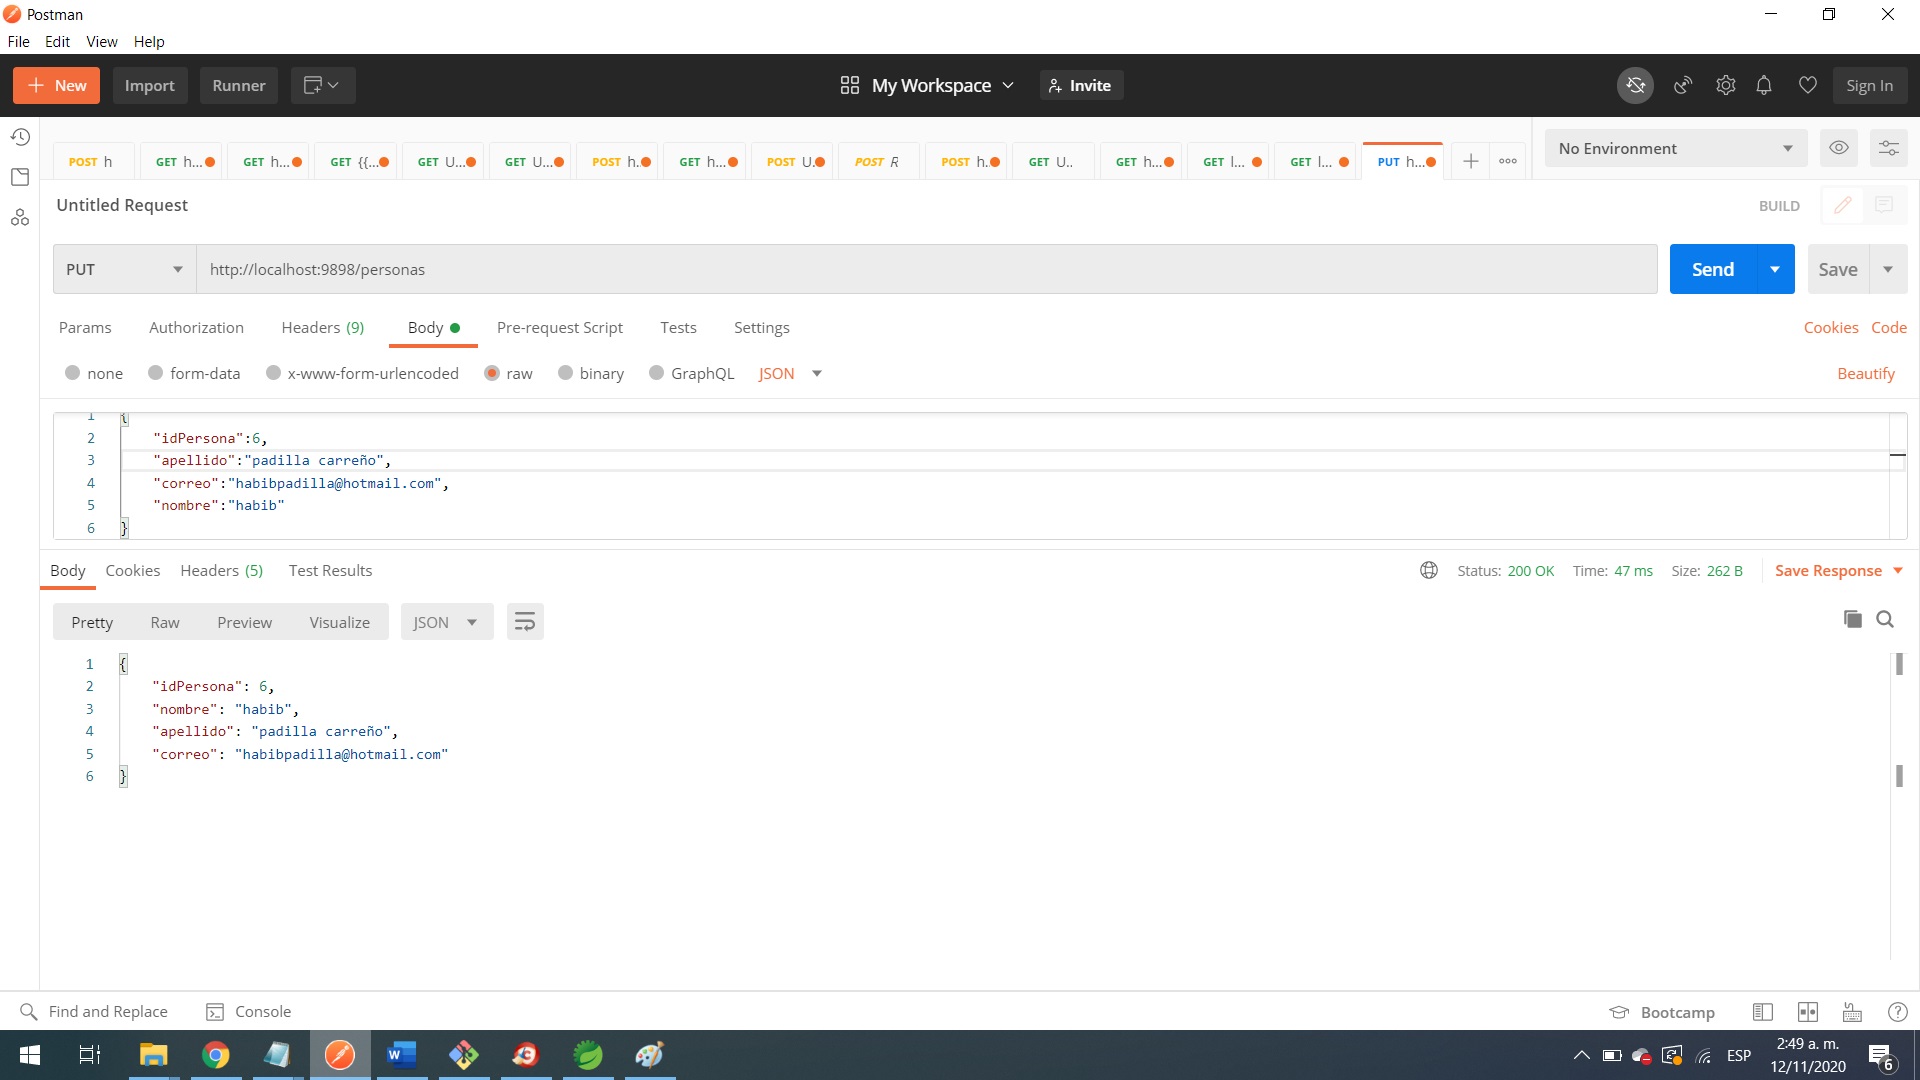 Postman
File Edit View Help
New Import Runner My Workspace Invite Sign In
POST h GET h... GET h... GET {{... GET U... GET U... POST h. GET h... POST U. POST R POST h. GET U.. GET h... GET l... GET l... PUT h... No Environment
Untitled Request BUILD
PUT http://localhost:9898/personas Send Save
Params Authorization Headers (9) Body Pre-request Script Tests Settings Cookies Code
none form-data x-www-form-urlencoded raw binary GraphQL JSON Beautify
1 {
2 "idPersona":6,
3 "apellido":"padilla carreño",
4 "correo":"habibpadilla@hotmail.com",
5 "nombre":"habib"
6 }
Body Cookies Headers (5) Test Results Status: 200 OK Time: 47 ms Size: 262 B Save Response
Pretty Raw Preview Visualize JSON
1 {
2 "idPersona": 6,
3 "nombre": "habib",
4 "apellido": "padilla carreño",
5 "correo": "habibpadilla@hotmail.com"
6 }
Find and Replace Console Bootcamp
ESP 2:49 a. m.
12/11/2020 6